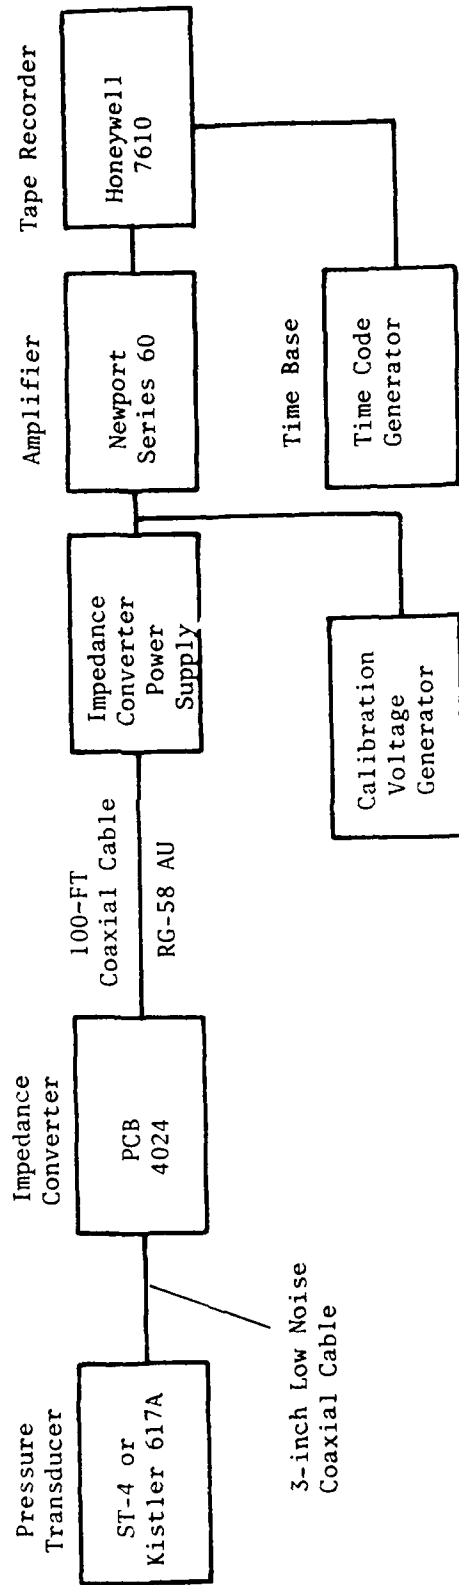 Pressure
Transducer
ST-4 or
Kistler 617A
3-inch Low Noise
Coaxial Cable
Impedance
Converter
PCB
4024
100-FT
Coaxial Cable
RG-58 AU
Impedance
Converter
Power
Supply
Calibration
Voltage
Generator
Amplifier
Newport
Series 60
Time Base
Time Code
Generator
Tape Recorder
Honeywell
7610